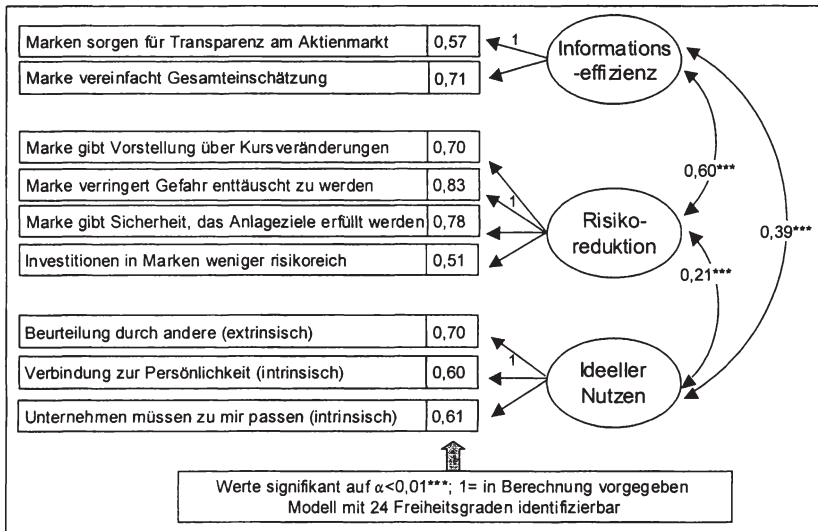 Marken sorgen für Transparenz am Aktienmarkt 0,57
Marke vereinfacht Gesamteinschätzung 0,71
1
Informations
-effizienz
Marke gibt Vorstellung über Kursveränderungen 0,70
Marke verringert Gefahr enttäuscht zu werden 0,83
Marke gibt Sicherheit, das Anlageziele erfüllt werden 0,78
Investitionen in Marken weniger risikoreich 0,51
1
Risiko-
reduktion
0,60***
0,39***
0,21***
Beurteilung durch andere (extrinsisch) 0,70
Verbindung zur Persönlichkeit (intrinsisch) 0,60
Unternehmen müssen zu mir passen (intrinsisch) 0,61
1
Ideeller
Nutzen
Werte signifikant auf α<0,01***; 1= in Berechnung vorgegeben
Modell mit 24 Freiheitsgraden identifizierbar